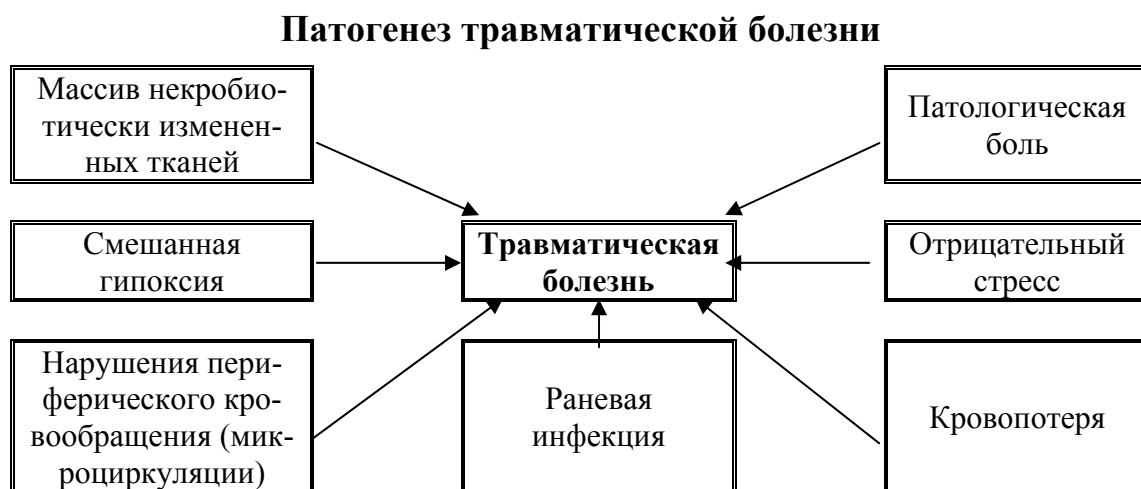 Патогенез травматической болезни
Массив некробио-
тически изменен-
ных тканей
Патологическая
боль
Смешанная
гипоксия
Травматическая
болезнь
Отрицательный
стресс
Нарушения пери-
ферического кро-
вообращения (мик-
роциркуляции)
Раневая
инфекция
Кровопотеря